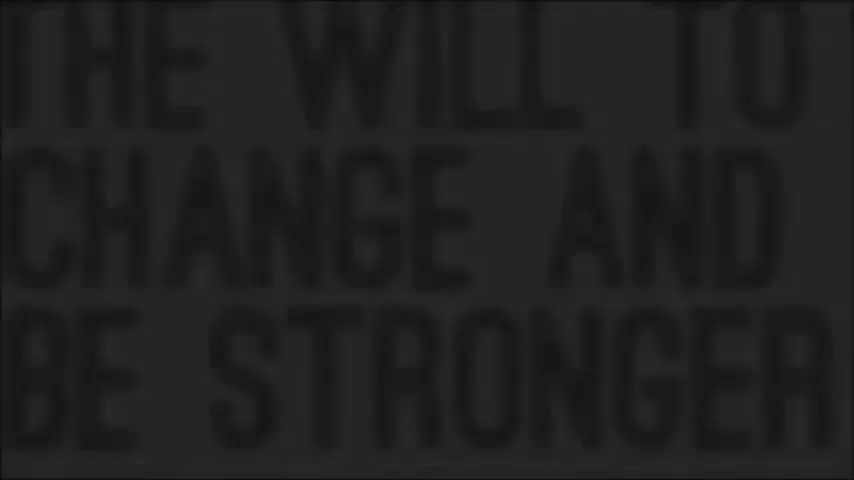 THE WILL TO
CHANGE AND
BE STRONGER